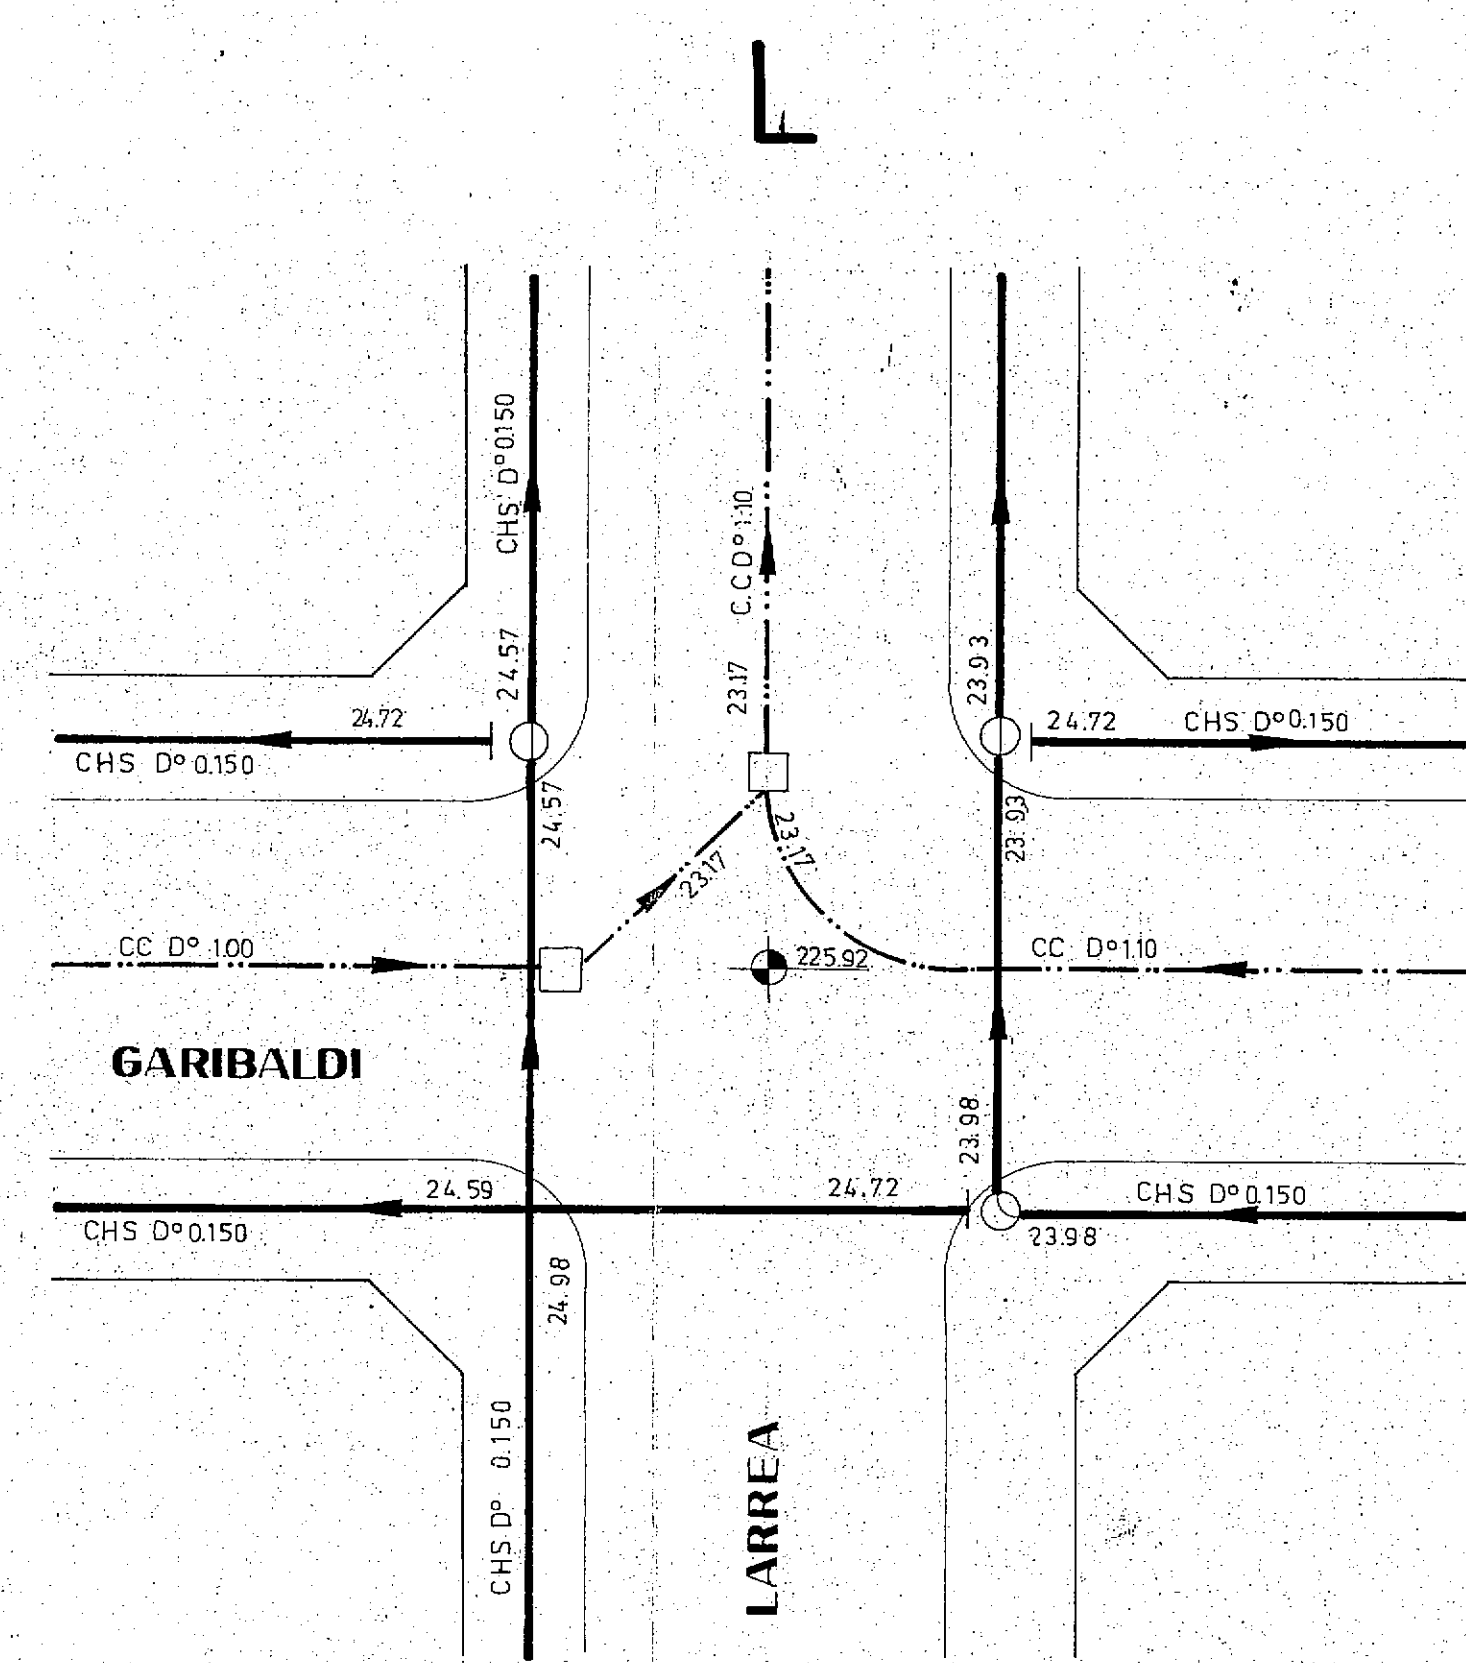 CHS D° 0.150
C.C D° 1.10
24.57
23.17
23.93
24.72
CHS D° 0.150
24.72
CHS D° 0.150
24.57
23.17
23.17
23.93
CC D° 1.00
225.92
CC D° 1.10
GARIBALDI
23.98
24.59
CHS D° 0.150
24.72
CHS D° 0.150
23.98
24.98
CHS D° 0.150
LARREA